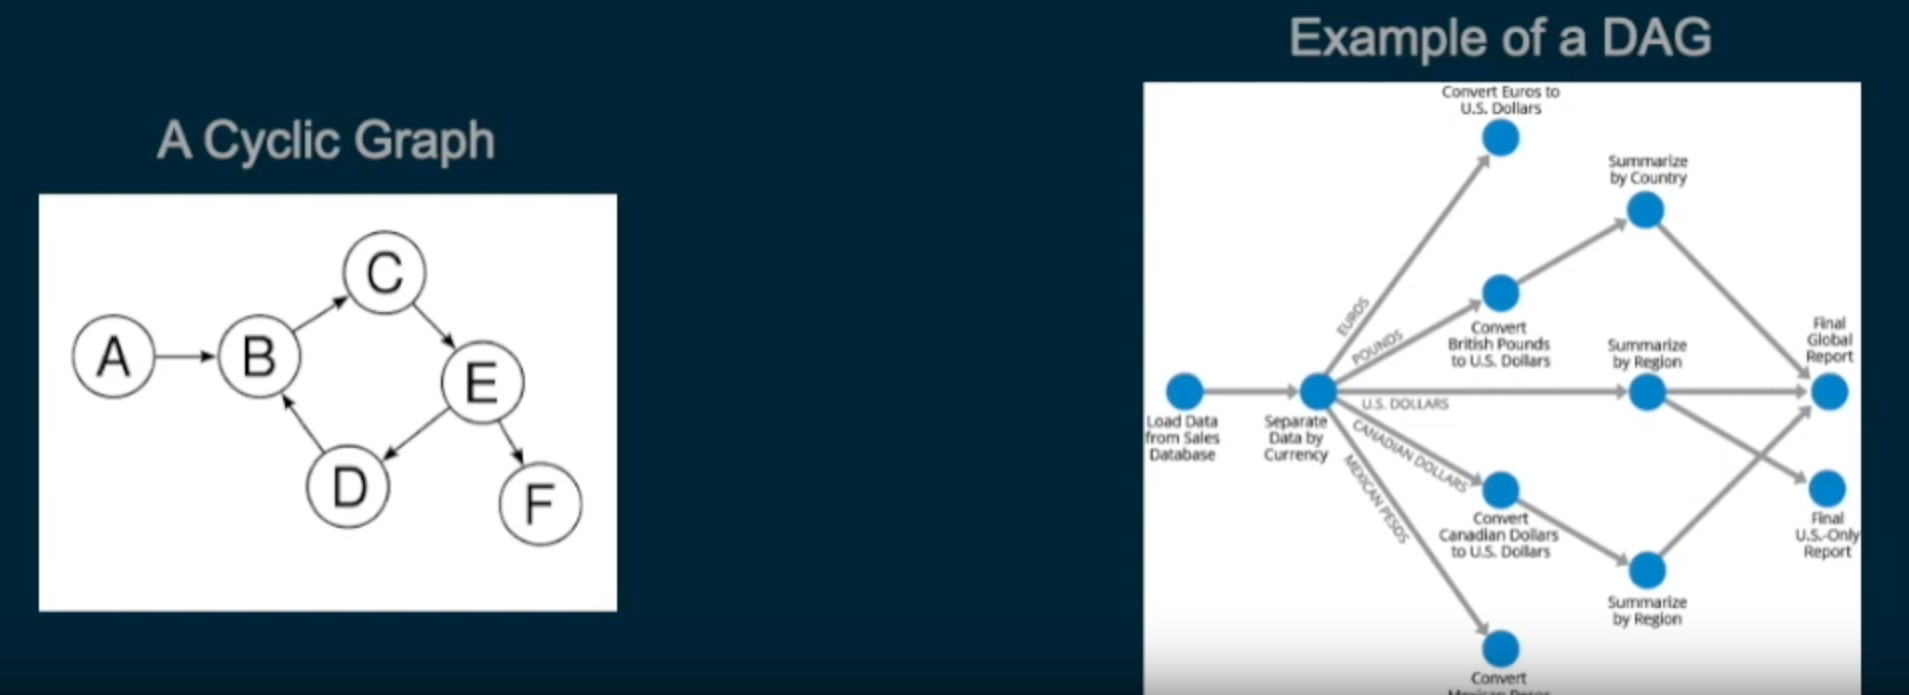 A Cyclic Graph
A
B
C
E
D
F
Example of a DAG
Convert Euros to
U.S. Dollars
Summarize
by Country
EUROS
POUNDS
Convert
British Pounds
to U.S. Dollars
Summarize
by Region
Final
Global
Report
Load Data
from Sales
Database
Separate
Data by
Currency
U.S. DOLLARS
CANADIAN DOLLARS
MEXICAN PESOS
Convert
Canadian Dollars
to U.S. Dollars
Final
U.S.-Only
Report
Summarize
by Region
Convert